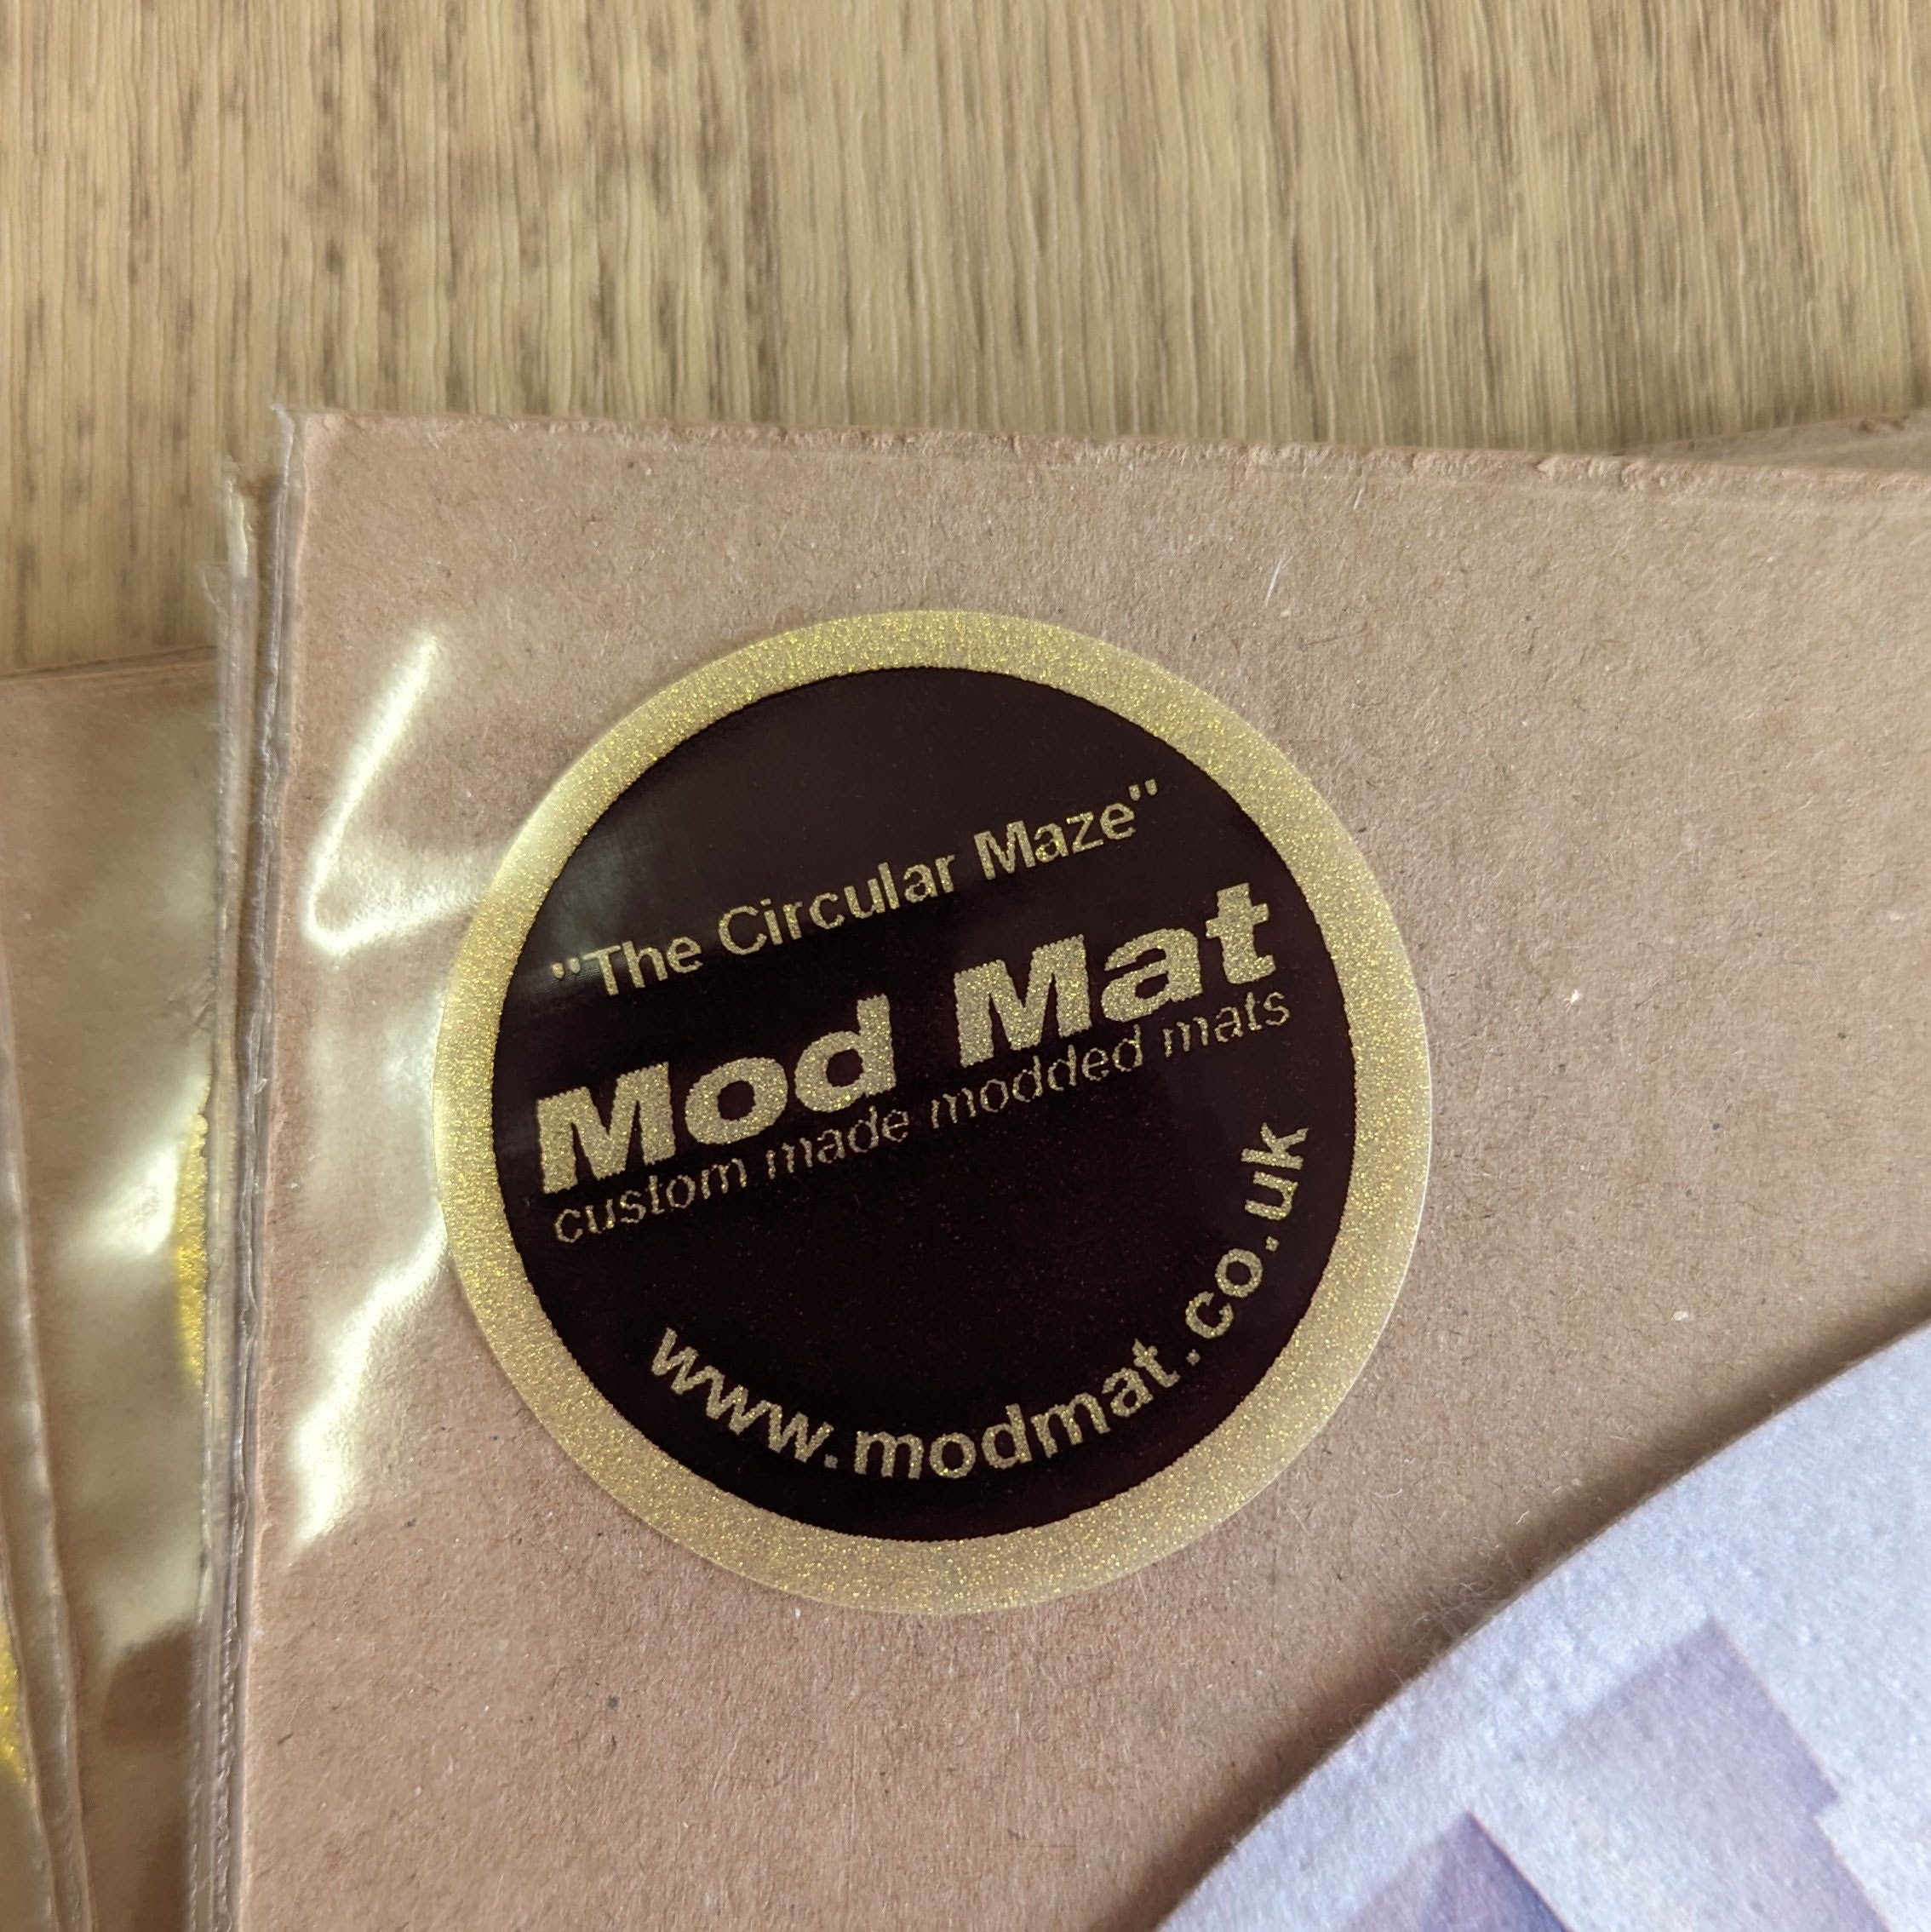 "The Circular Maze"
Mod Mat
custom made modded mats
www.modmat.co.uk